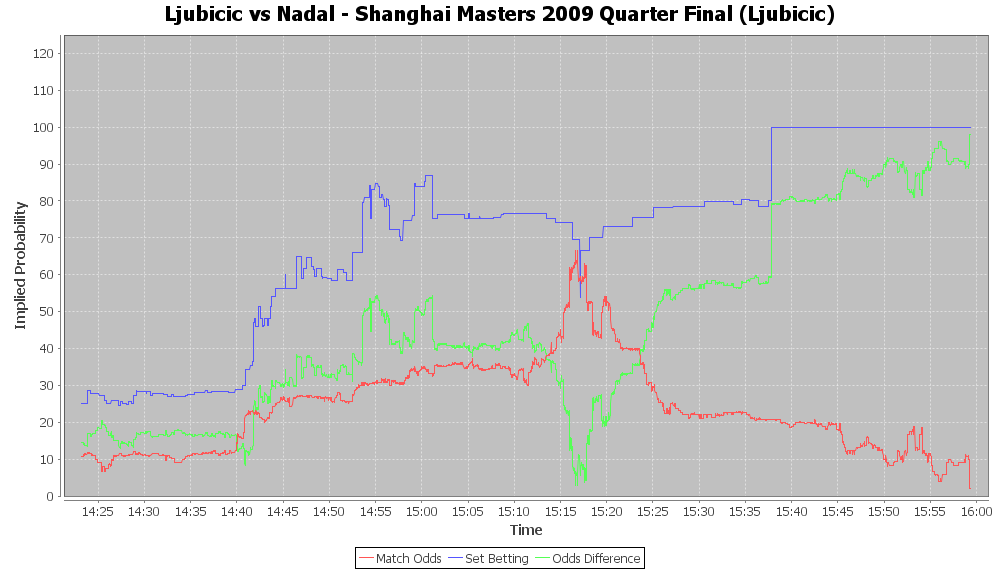 Ljubicic vs Nadal - Shanghai Masters 2009 Quarter Final (Ljubicic)
120
110
100
90
80
70
60
50
40
30
20
10
0
Implied Probability
14:25 14:30 14:35 14:40 14:45 14:50 14:55 15:00 15:05 15:10 15:15 15:20 15:25 15:30 15:35 15:40 15:45 15:50 15:55 16:00
Time
Match Odds Set Betting Odds Difference